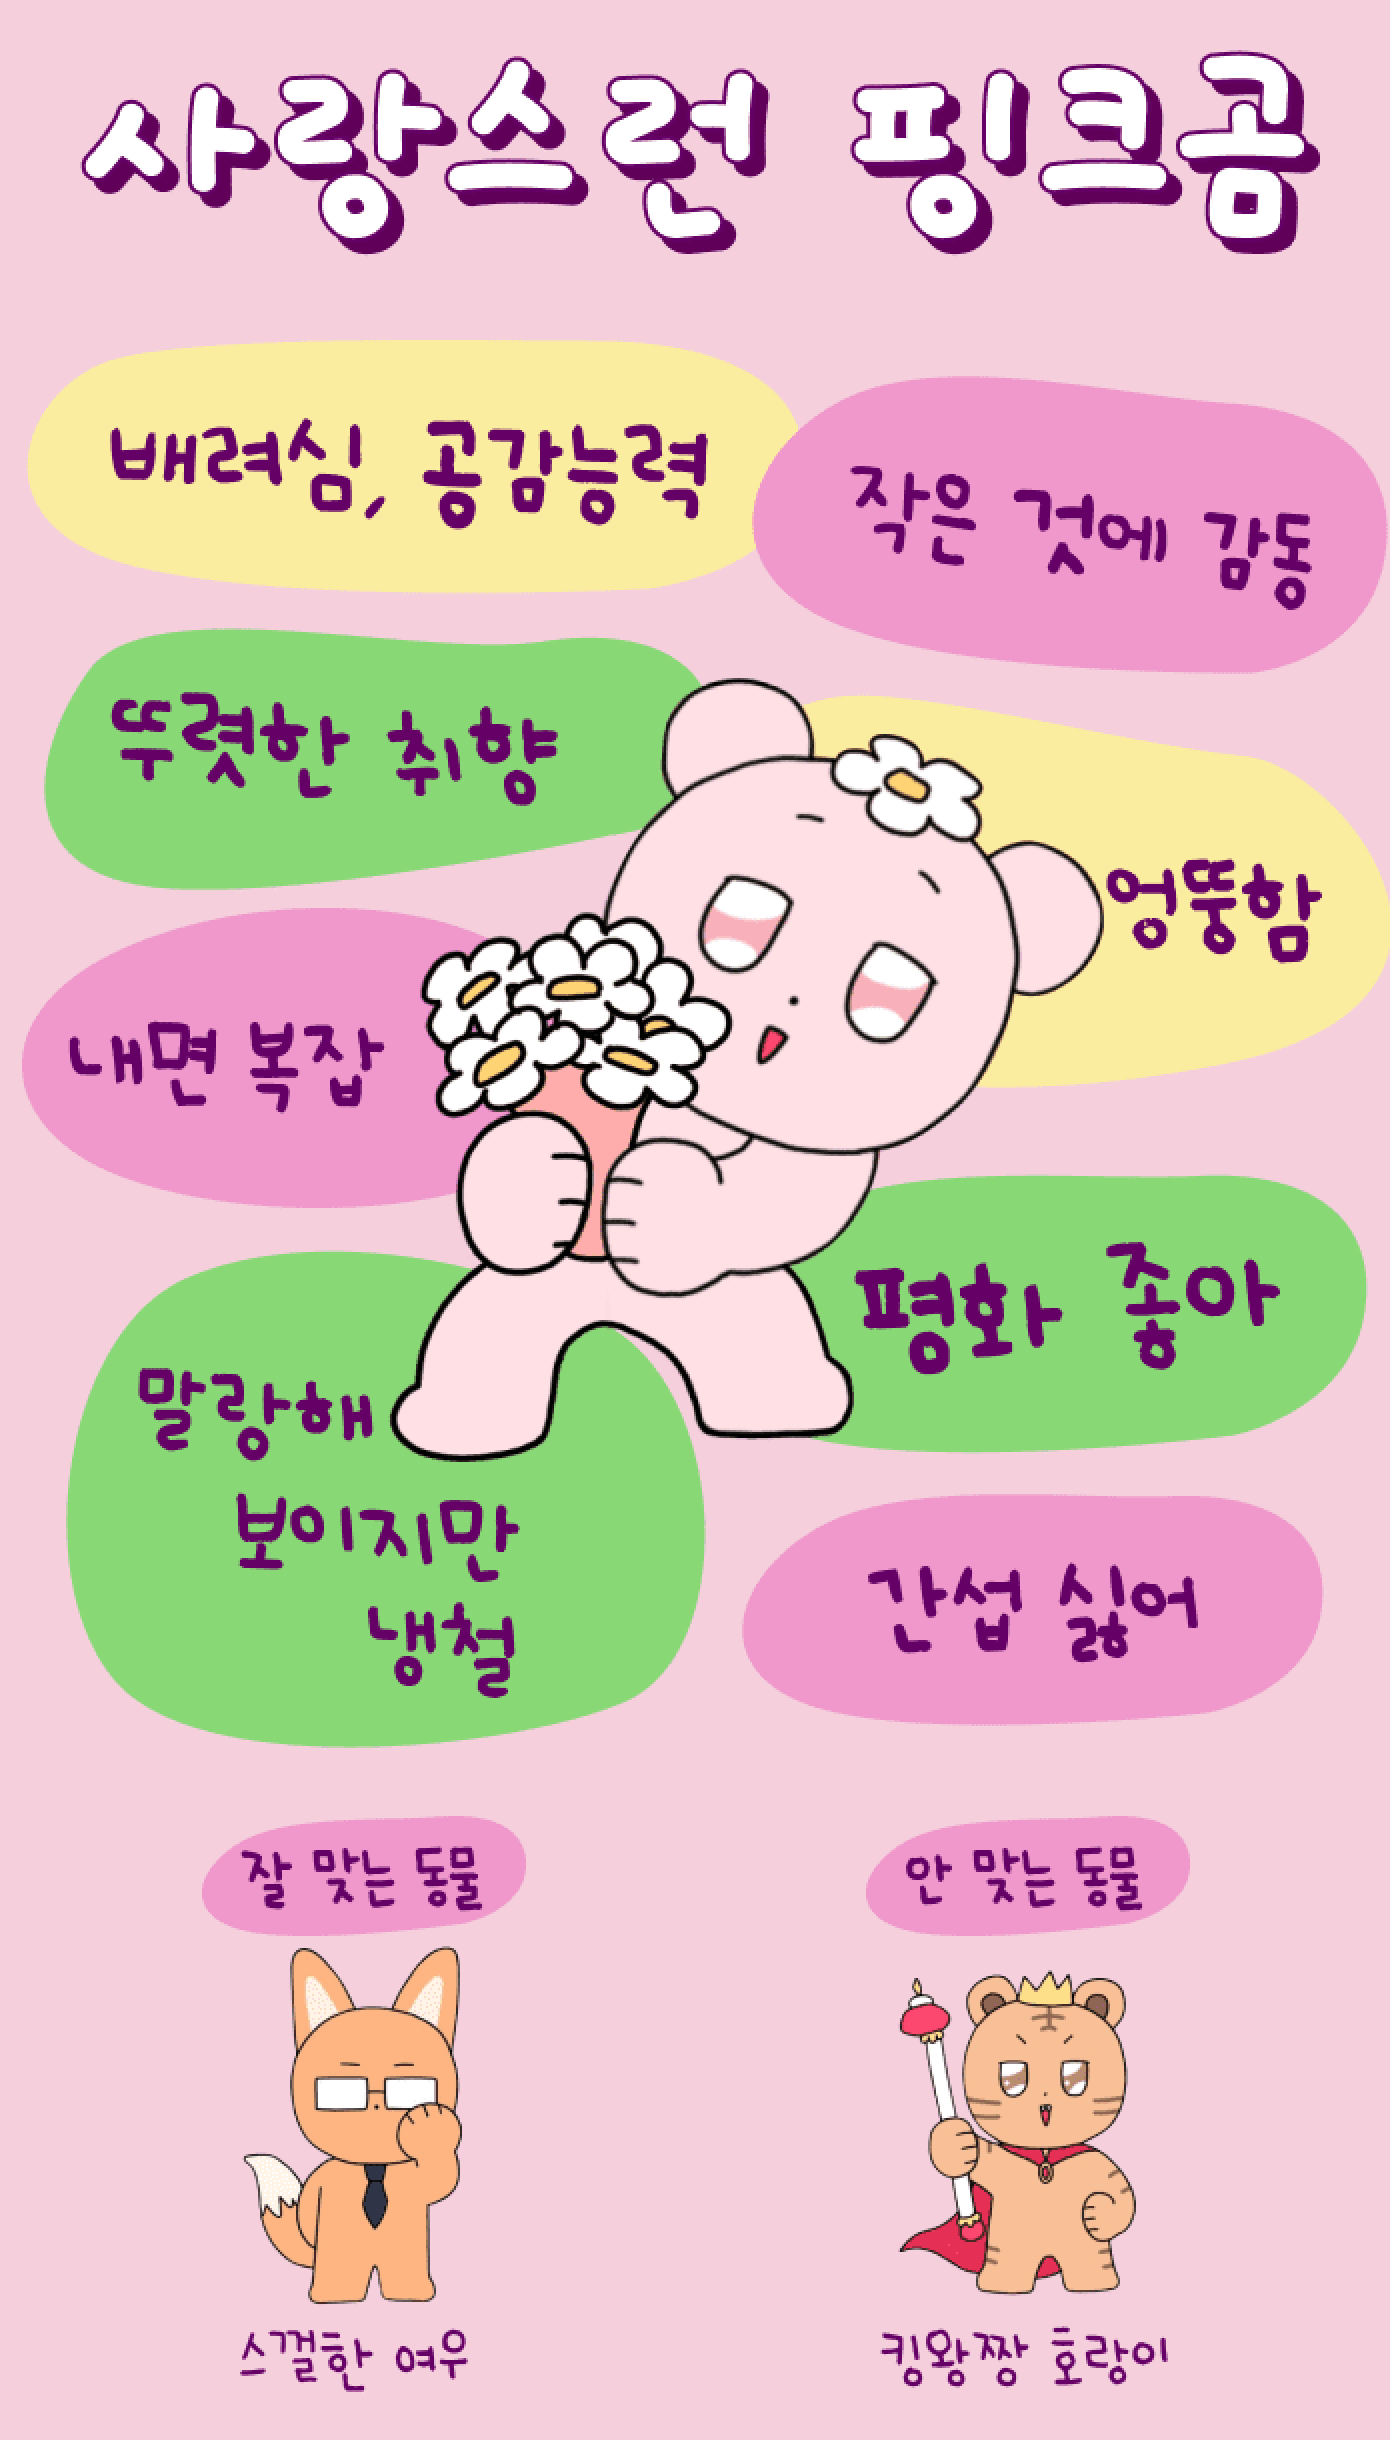 사랑스런 핑크곰
배려심, 공감능력
작은 것에 감동
뚜렷한 취향
엉뚱함
내면 복잡
평화 좋아
말랑해
보이지만
냉철
간섭 싫어
잘 맞는 동물
안 맞는 동물
스껄한 여우
킹왕짱 호랑이